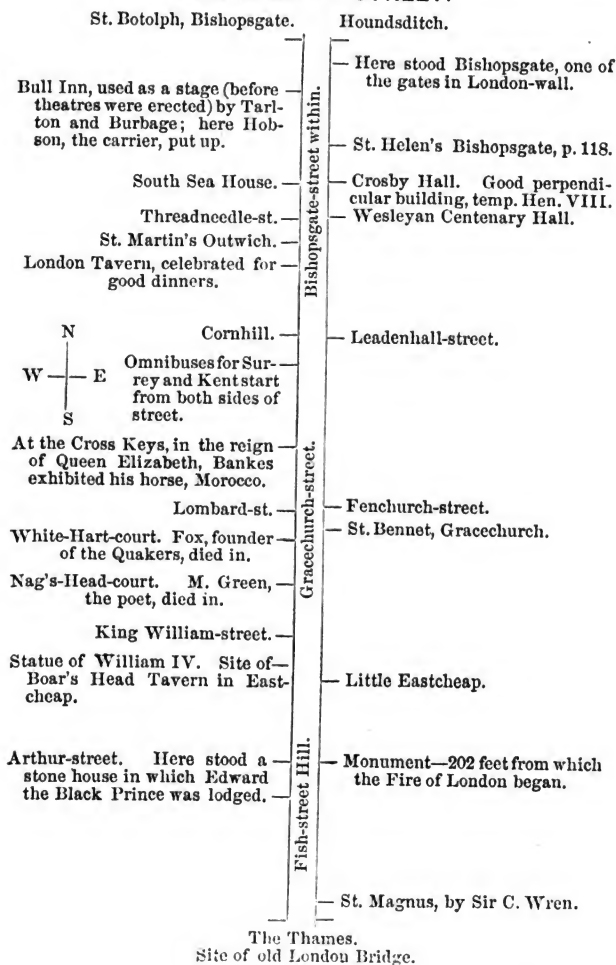 St. Botolph, Bishopsgate.
Houndsditch.
Here stood Bishopsgate, one of
the gates in London-wall.
Bull Inn, used as a stage (before
theatres were erected) by Tarl-
ton and Burbage; here Hob-
son, the carrier, put up.
Bishopsgate-street within.
St. Helen's Bishopsgate, p. 118.
South Sea House.
Crosby Hall. Good perpendi-
cular building, temp. Hen. VIII.
Threadneedle-st.
Wesleyan Centenary Hall.
St. Martin's Outwich.
London Tavern, celebrated for
good dinners.
Cornhill.
Leadenhall-street.
N
W E
S
Omnibuses for Sur-
rey and Kent start
from both sides of
street.
At the Cross Keys, in the reign
of Queen Elizabeth, Bankes
exhibited his horse, Morocco.
Gracechurch-street.
Lombard-st.
Fenchurch-street.
White-Hart-court. Fox, founder
of the Quakers, died in.
St. Bennet, Gracechurch.
Nag's-Head-court. M. Green,
the poet, died in.
King William-street.
Statue of William IV. Site of
Boar's Head Tavern in East-
cheap.
Little Eastcheap.
Arthur-street. Here stood a
stone house in which Edward
the Black Prince was lodged.
Fish-street Hill.
Monument—202 feet from which
the Fire of London began.
St. Magnus, by Sir C. Wren.
The Thames.
Site of old London Bridge.